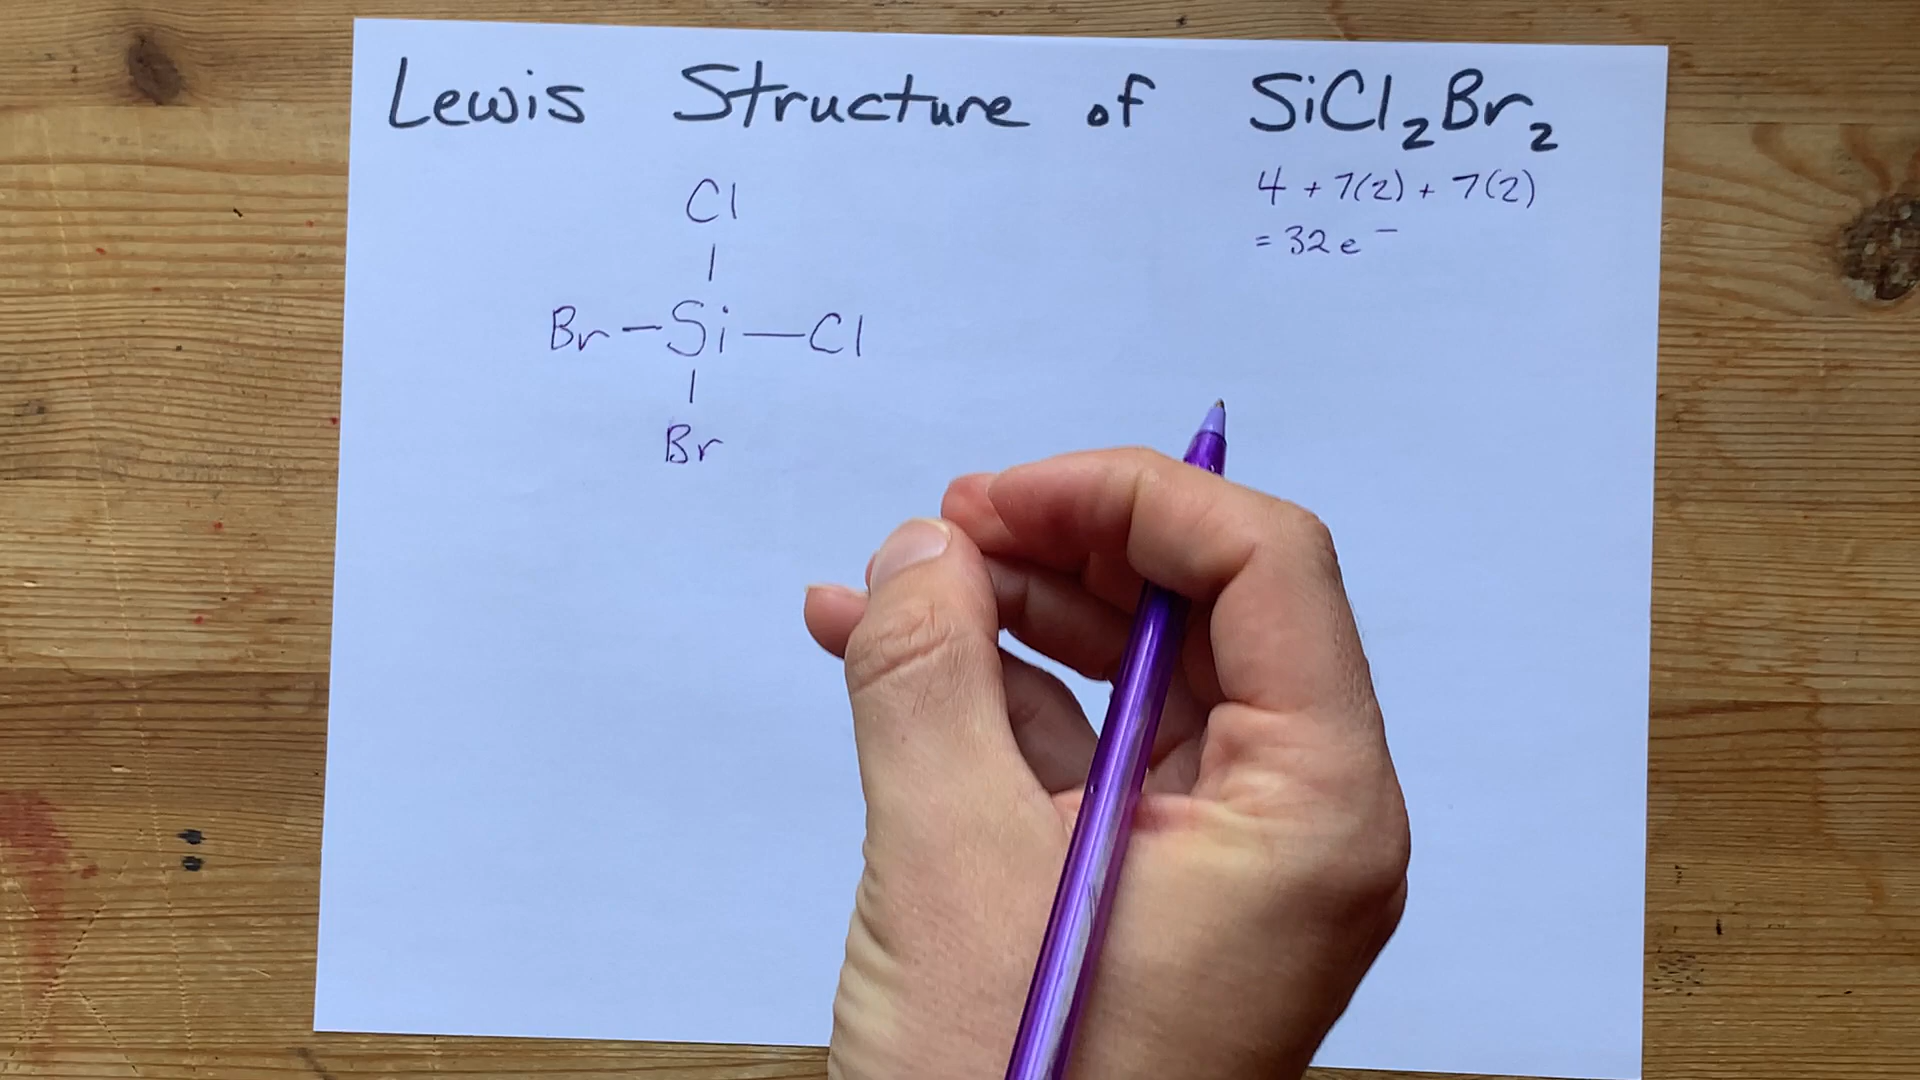 Lewis Structure of SiCl₂Br₂
4 + 7(2) + 7(2)
= 32 e⁻
Cl
|
Br–Si–Cl
|
Br